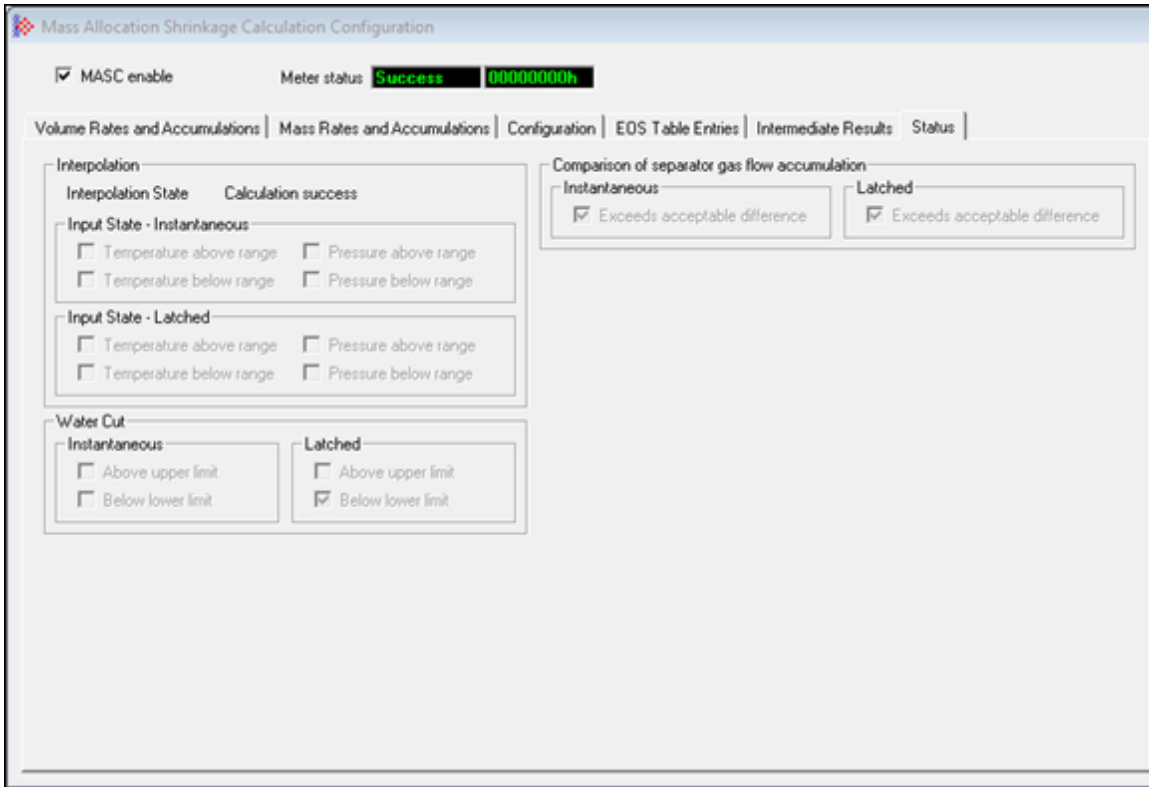 Mass Allocation Shrinkage Calculation Configuration
MASC enable Meter status Success 00000000h
Volume Rates and Accumulations Mass Rates and Accumulations Configuration EOS Table Entries Intermediate Results Status
Interpolation
Interpolation State Calculation success
Input State - Instantaneous
Temperature above range Pressure above range
Temperature below range Pressure below range
Input State - Latched
Temperature above range Pressure above range
Temperature below range Pressure below range
Water Cut
Instantaneous
Above upper limit
Below lower limit
Latched
Above upper limit
Below lower limit
Comparison of separator gas flow accumulation
Instantaneous
Exceeds acceptable difference
Latched
Exceeds acceptable difference